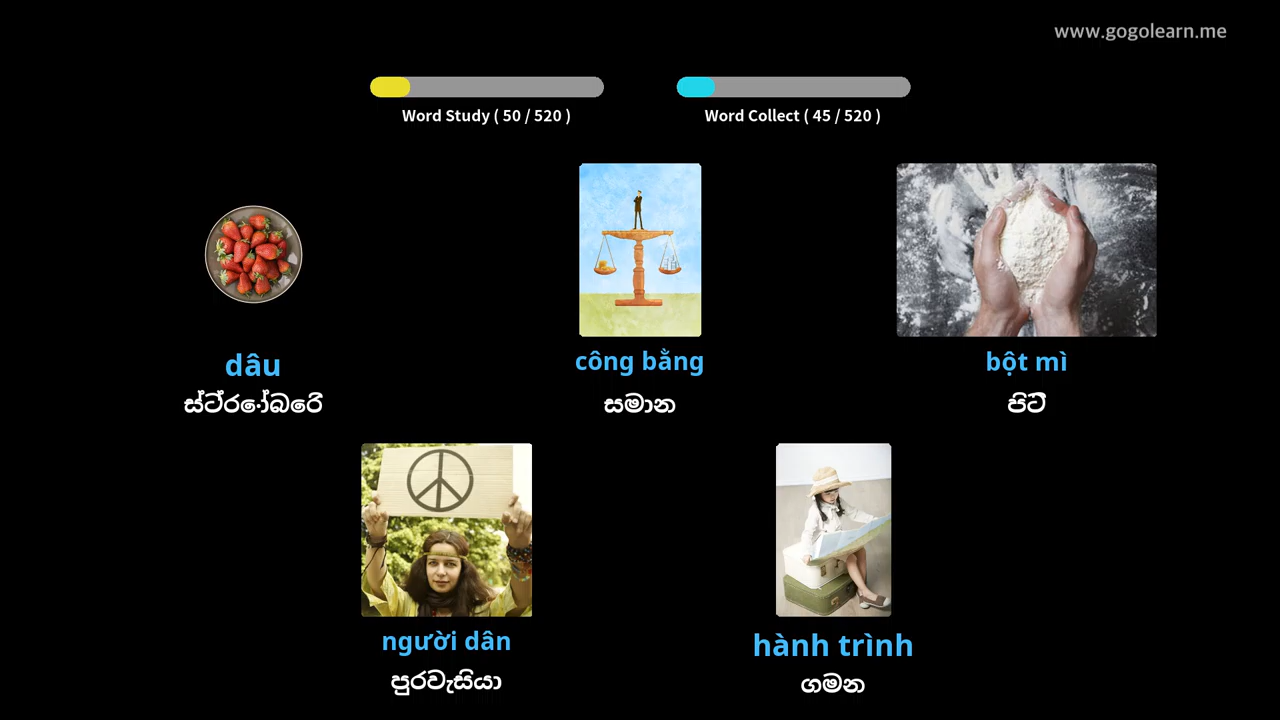 www.gogolearn.me
Word Study ( 50 / 520 )
Word Collect ( 45 / 520 )
dâu
ස්ට්රෝබෙරි
công bằng
සමාන
bột mì
පිටි
người dân
පුරවැසියා
hành trình
ගමන